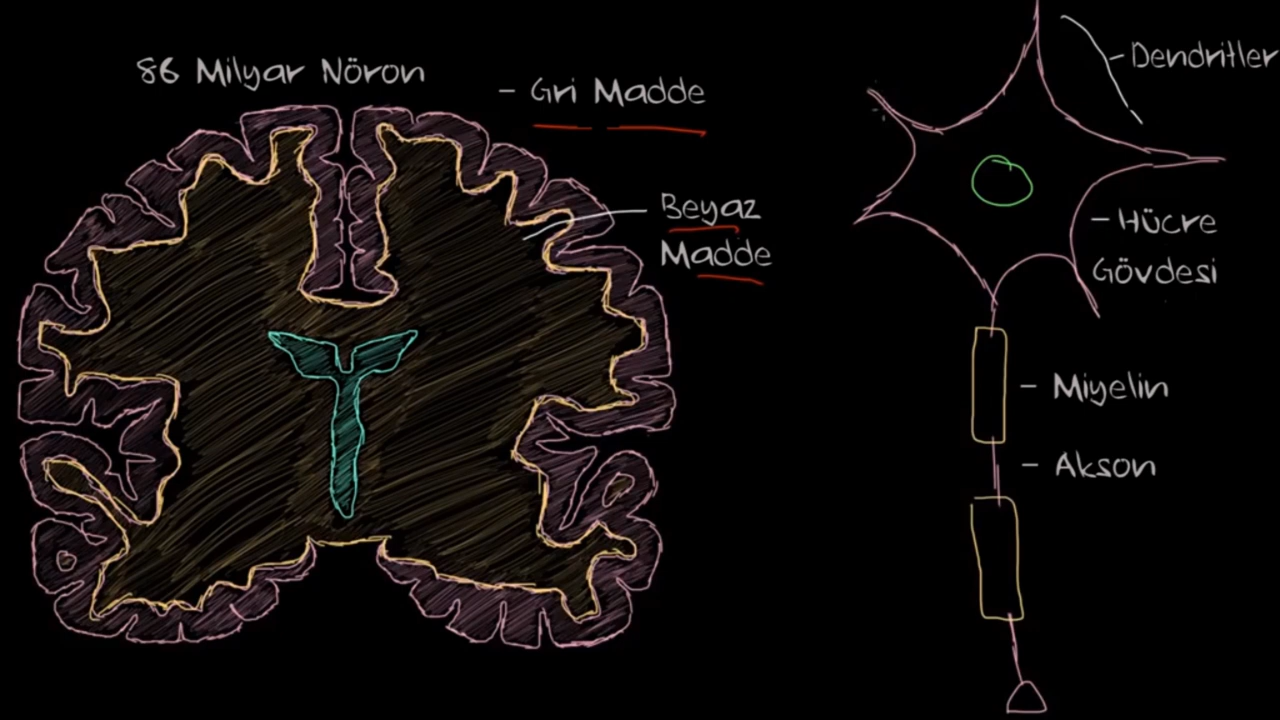 86 Milyar Nöron
- Gri Madde
Beyaz
Madde
Dendritler
- Hücre
Gövdesi
- Miyelin
- Akson